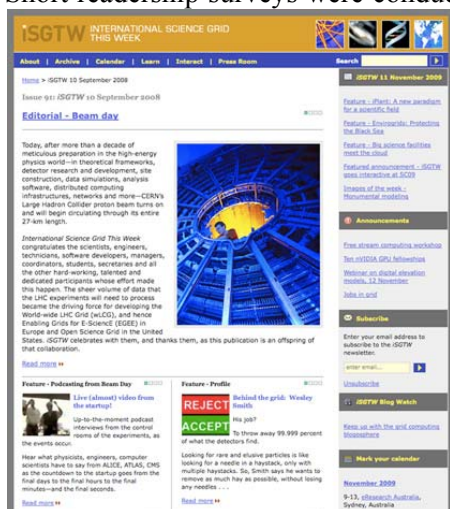 Short readership surveys were conduc
iSGTW INTERNATIONAL SCIENCE GRID
THIS WEEK
About | Archive | Calendar | Learn | Interact | Press Room
Search
Home > iSGTW 10 September 2008
Issue 91: iSGTW 10 September 2008
Editorial - Beam day
Today, after more than a decade of
meticulous preparation in the high-energy
physics world—in theoretical frameworks,
detector research and development, site
construction, data simulations, analysis
software, distributed computing
infrastructures, networks and more—CERN's
Large Hadron Collider proton beam turns on
and will begin circulating through its entire
27-km length.
International Science Grid This Week
congratulates the scientists, engineers,
technicians, software developers, managers,
coordinators, students, secretaries and all
the other hard-working, talented and
dedicated participants whose effort made
this happen. The sheer volume of data that
the LHC experiments will need to process
became the driving force for developing the
World-wide LHC Grid (wLCG), and hence
Enabling Grids for E-SciencE (EGEE) in
Europe and Open Science Grid in the United
States. iSGTW celebrates with them, and thanks them, as this publication is an offspring of
that collaboration.
Read more
Feature - Podcasting from Beam Day
Live (almost) video from
the startup!
Up-to-the-moment podcast
interviews from the control
rooms of the experiments, as
the events occur.
Hear what physicists, engineers, computer
scientists have to say from ALICE, ATLAS, CMS
as the countdown to the startup goes from the
final days to the final hours to the final
minutes—and the final seconds.
Read more
Feature - Profile
REJECT
ACCEPT
Behind the grid: Wesley
Smith
His job?
To throw away 99.999 percent
of what the detectors find.
Looking for rare and elusive particles is like
looking for a needle in a haystack, only with
multiple haystacks. So, Smith says he wants to
remove as much hay as possible, without losing
any needles . . .
Read more
iSGTW 11 November 2009
Feature - iPlant: A new paradigm
for a scientific field
Feature - Envirogrids: Protecting
the Black Sea
Feature - Big science facilities
meet the cloud
Featured announcement - iSGTW
goes interactive at SC09
Images of the week -
Monumental modeling
Announcements
Free stream computing workshop
Ten nVIDIA GPU fellowships
Webinar on digital elevation
models, 12 November
Jobs in grid
Subscribe
Enter your email address to
subscribe to the iSGTW
newsletter.
enter email...
Unsubscribe
iSGTW Blog Watch
Keep up with the grid computing
blogosphere
Mark your calendar
November 2009
9-13, eResearch Australia,
Sydney, Australia